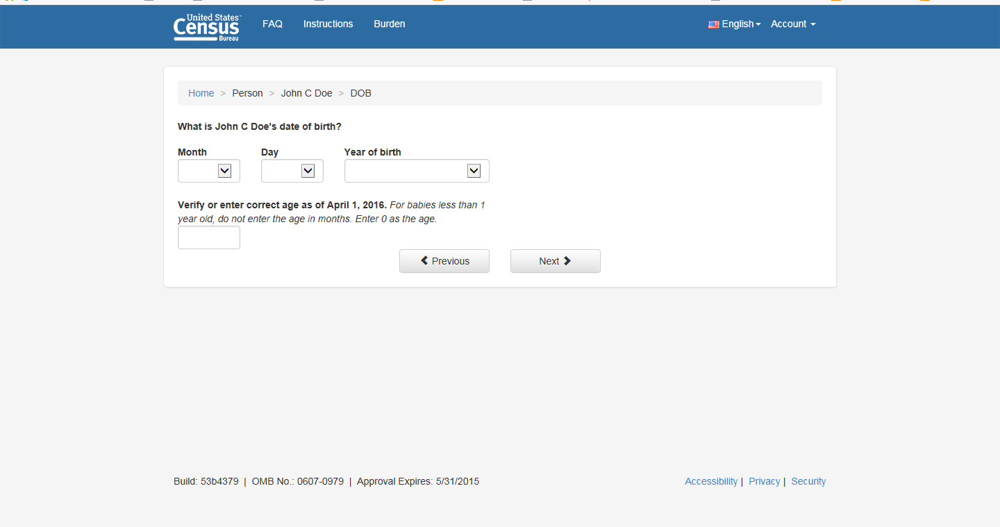 United States™
Census
Bureau
FAQ Instructions Burden English Account
Home > Person > John C Doe > DOB
What is John C Doe's date of birth?
Month Day Year of birth
Verify or enter correct age as of April 1, 2016. For babies less than 1
year old, do not enter the age in months. Enter 0 as the age.
Previous Next
Build: 53b4379 | OMB No.: 0607-0979 | Approval Expires: 5/31/2015 Accessibility | Privacy | Security